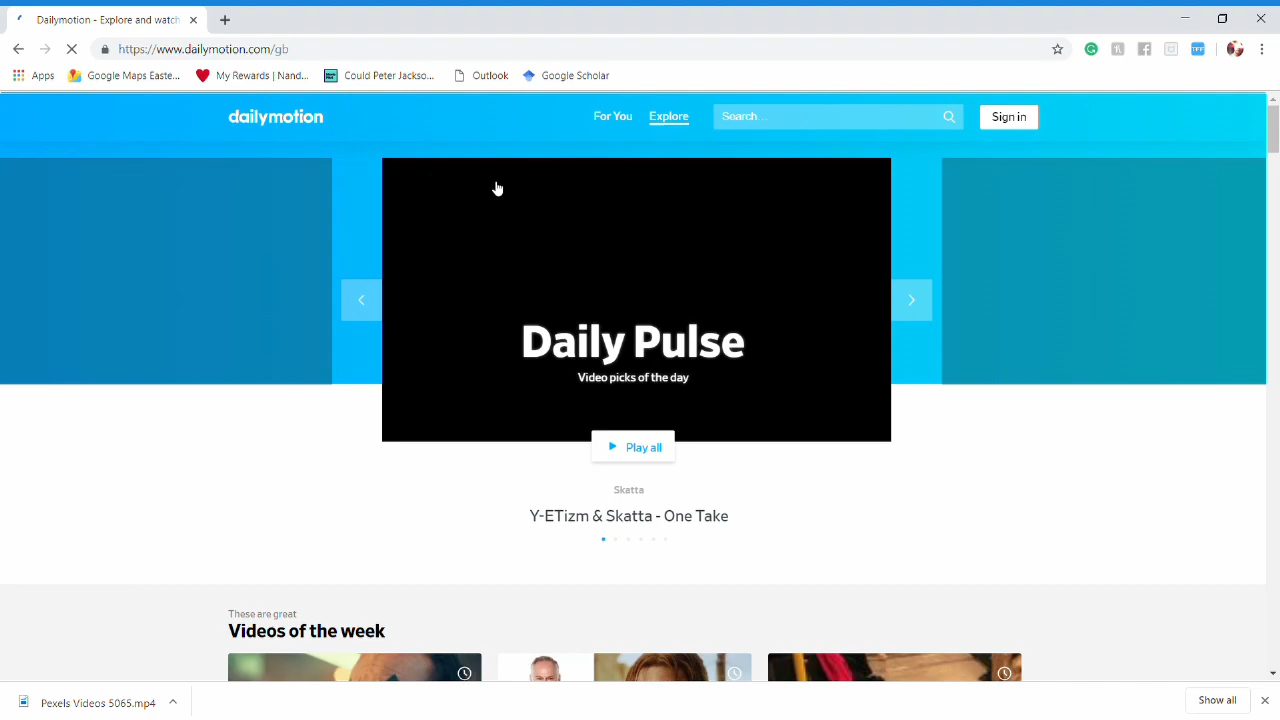 Dailymotion - Explore and watch
https://www.dailymotion.com/gb
Apps
Google Maps Easte...
My Rewards | Nand...
Could Peter Jackso...
Outlook
Google Scholar
dailymotion
For You
Explore
Search...
Sign in
Daily Pulse
Video picks of the day
Play all
Skatta
Y-ETizm & Skatta - One Take
These are great
Videos of the week
Pexels Videos 5065.mp4
Show all